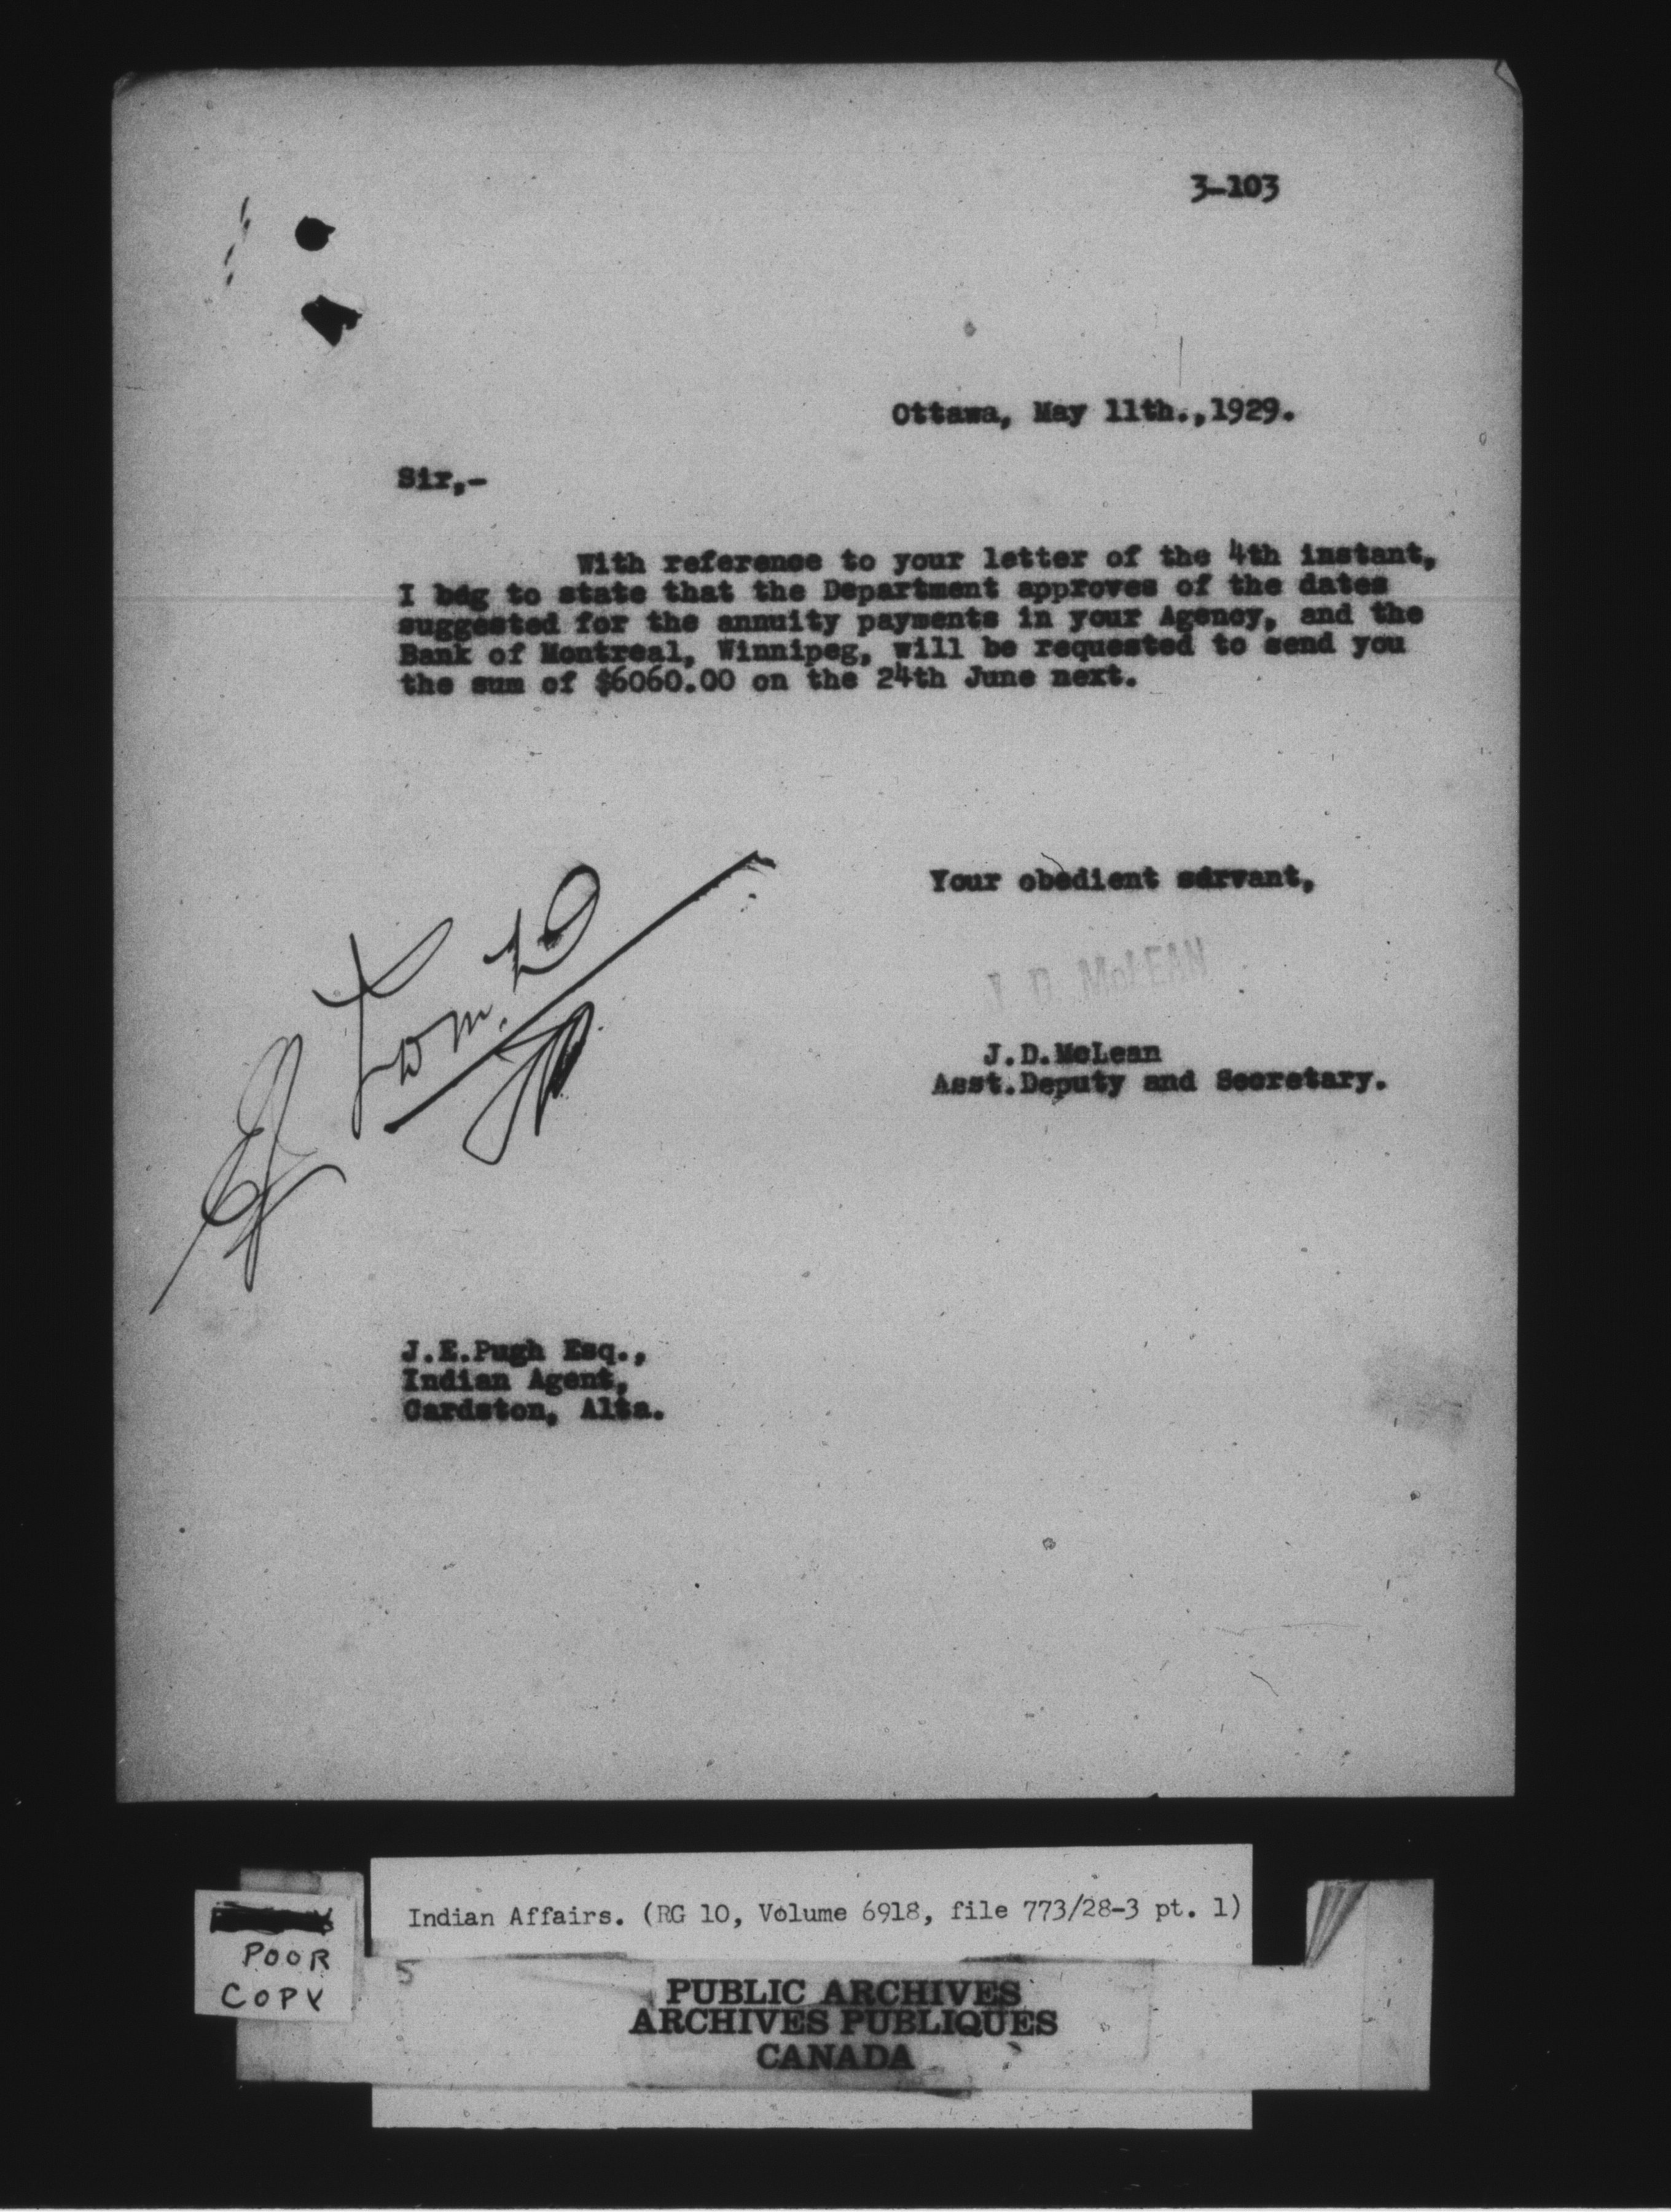 3-103
Ottawa, May 11th.,1929.
Sir,-
With reference to your letter of the 4th instant,
I beg to state that the Department approves of the dates
suggested for the annuity payments in your Agency, and the
Bank of Montreal, Winnipeg, will be requested to send you
the sum of $6060.00 on the 24th June next.
Your obedient servant,
J. D. McLEAN
J.D.McLean
Asst.Deputy and Secretary.
J.E.Pugh Esq.,
Indian Agent,
Cardston, Alta.
Indian Affairs. (RG 10, Volume 6918, file 773/28-3 pt. 1)
POOR
COPY
5
PUBLIC ARCHIVES
ARCHIVES PUBLIQUES
CANADA